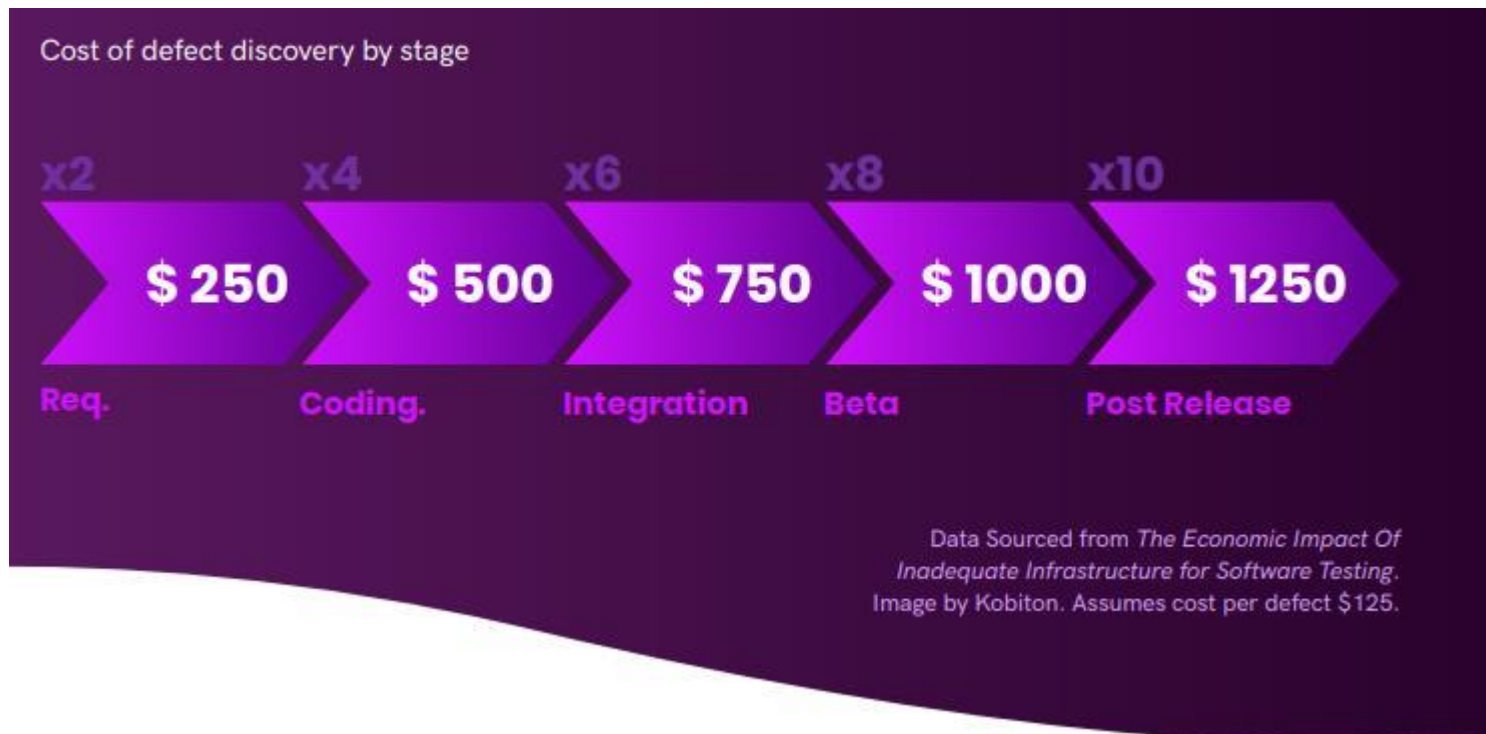 Cost of defect discovery by stage
x2 x4 x6 x8 x10
$ 250 $ 500 $ 750 $ 1000 $ 1250
Req. Coding. Integration Beta Post Release
Data Sourced from The Economic Impact Of
Inadequate Infrastructure for Software Testing.
Image by Kobiton. Assumes cost per defect $125.